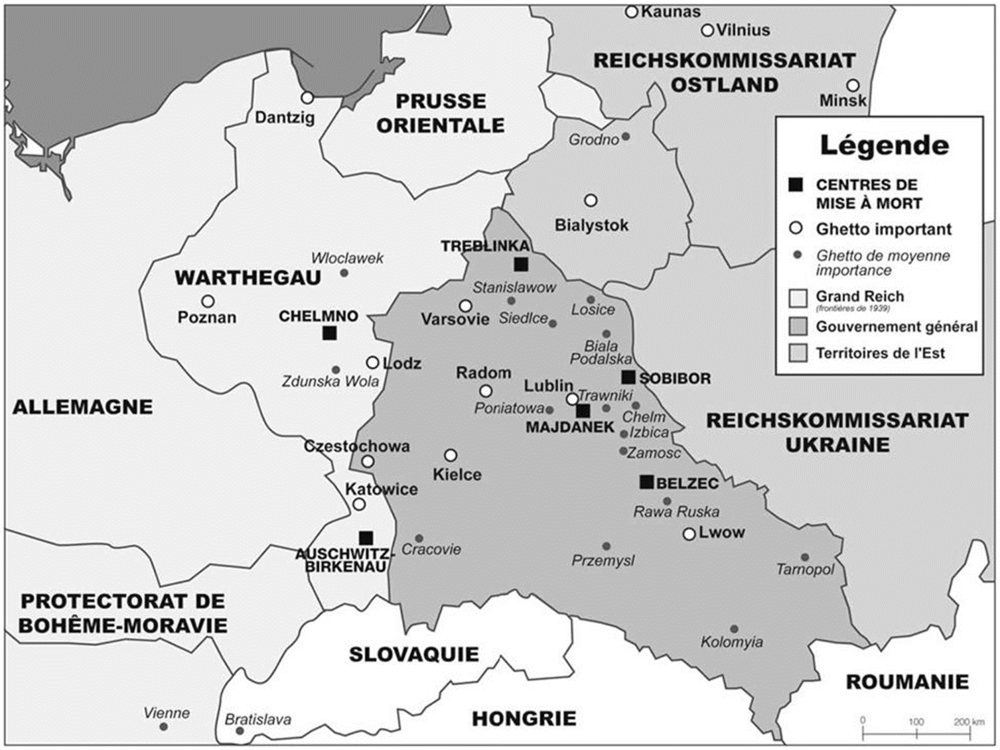 Kaunas
Vilnius
REICHSKOMMISSARIAT
OSTLAND
Minsk
PRUSSE
ORIENTALE
Dantzig
Grodno
Bialystok
Légende
CENTRES DE
MISE À MORT
Ghetto important
Ghetto de moyenne
importance
Grand Reich
(frontières de 1939)
Gouvernement général
Territoires de l'Est
TREBLINKA
Wloclawek
WARTHEGAU
Stanislawow
Poznan
CHELMNO
Varsovie
Siedlce
Losice
Biala
Podalska
Lodz
Zdunska Wola
Radom
Lublin
SOBIBOR
Trawniki
Poniatowa
MAJDANEK
Chelm
Izbica
Zamosc
ALLEMAGNE
REICHSKOMMISSARIAT
UKRAINE
Czestochowa
Kielce
Katowice
BELZEC
Rawa Ruska
Lwow
AUSCHWITZ-
BIRKENAU
Cracovie
Przemysl
Tarnopol
PROTECTORAT DE
BOHÊME-MORAVIE
Kolomyia
SLOVAQUIE
ROUMANIE
HONGRIE
Vienne
Bratislava
0 100 200 km